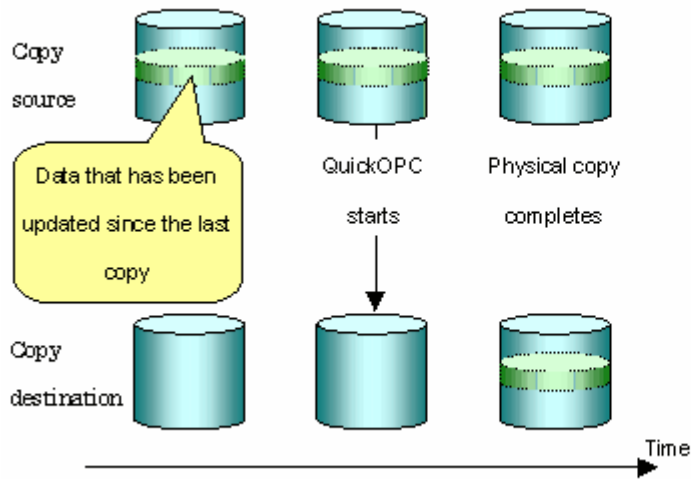 Copy
source
Data that has been
updated since the last
copy
QuickOPC
starts
Physical copy
completes
Copy
destination
Time